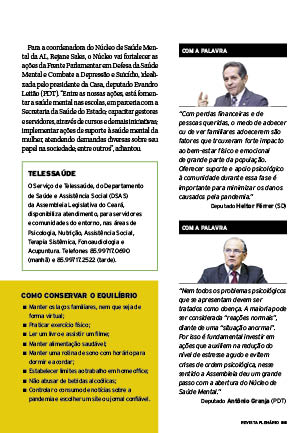 Para a coordenadora do Núcleo de Saúde Men-
tal da AL, Rejane Sales, o Núcleo vai fortalecer as
ações da Frente Parlamentar em Defesa da Saúde
Mental e Combate a Depressão e Suicídio, ideali-
zada pelo presidente da Casa, deputado Evandro
Leitão (PDT). "Entre as nossas ações, está fomen-
tar a saúde mental nas escolas, em parceria com a
Secretaria da Saúde do Estado; capacitar gestores
e servidores, através de cursos e demais iniciativas;
implementar ações de suporte à saúde mental da
mulher, atendendo demandas diversas sobre seu
papel na sociedade; entre outros", adiantou.
TELESSAÚDE
O Serviço de Telessaúde, do Departamento
de Saúde e Assistência Social (DSAS)
da Assembleia Legislativa do Ceará,
disponibiliza atendimento, para servidores
e comunidades do entorno, nas áreas de
Psicologia, Nutrição, Assistência Social,
Terapia Sistêmica, Fonoaudiologia e
Acupuntura. Telefones 85.99717.0690
(manhã) e 85.99717.2522 (tarde).
COMO CONSERVAR O EQUILÍBRIO
Manter os laços familiares, nem que seja de
forma virtual;
Praticar exercício físico;
Ler um livro e assistir um filme;
Manter alimentação saudável;
Manter uma rotina de sono com horário para
dormir e acordar;
Estabelecer limites ao trabalho em home office;
Não abusar de bebidas alcoólicas;
Controlar o consumo de notícias sobre a
pandemia e escolher um site ou jornal confiável.
COM A PALAVRA
"Com perdas financeiras e de
pessoas queridas, o medo de adoecer
ou de ver familiares adoecerem são
fatores que trouxeram forte impacto
ao bem-estar físico e emocional
de grande parte da população.
Oferecer suporte e apoio psicológico
à comunidade durante essa fase é
importante para minimizar os danos
causados pela pandemia."
Deputado Heitor Férrer (SD)
COM A PALAVRA
"Nem todos os problemas psicológicos
que se apresentam devem ser
tratados como doença. A maioria pode
ser considerada "reações normais",
diante de uma "situação anormal".
Por isso é fundamental investir em
ações que auxiliem na redução do
nível de estresse agudo e evitem
crises de ordem psicológica, nesse
sentido a Assembleia deu um grande
passo com a abertura do Núcleo de
Saúde Mental."
Deputado Antônio Granja (PDT)
REVISTA PLENÁRIO